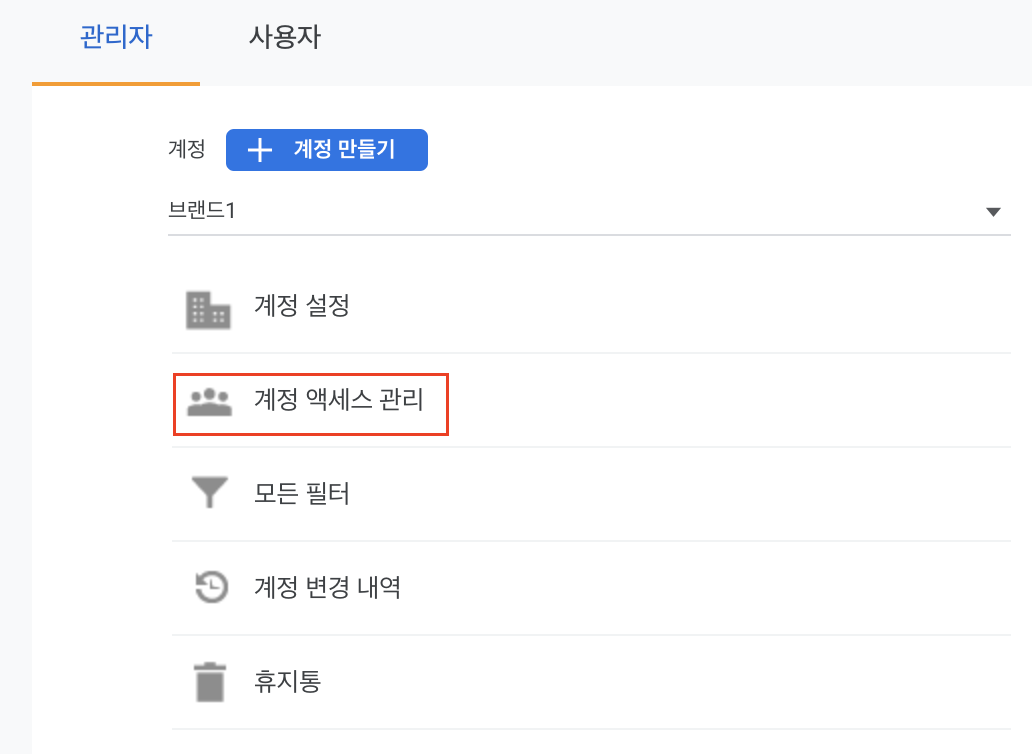 관리자 사용자
계정 계정 만들기
브랜드1
계정 설정
계정 액세스 관리
모든 필터
계정 변경 내역
휴지통